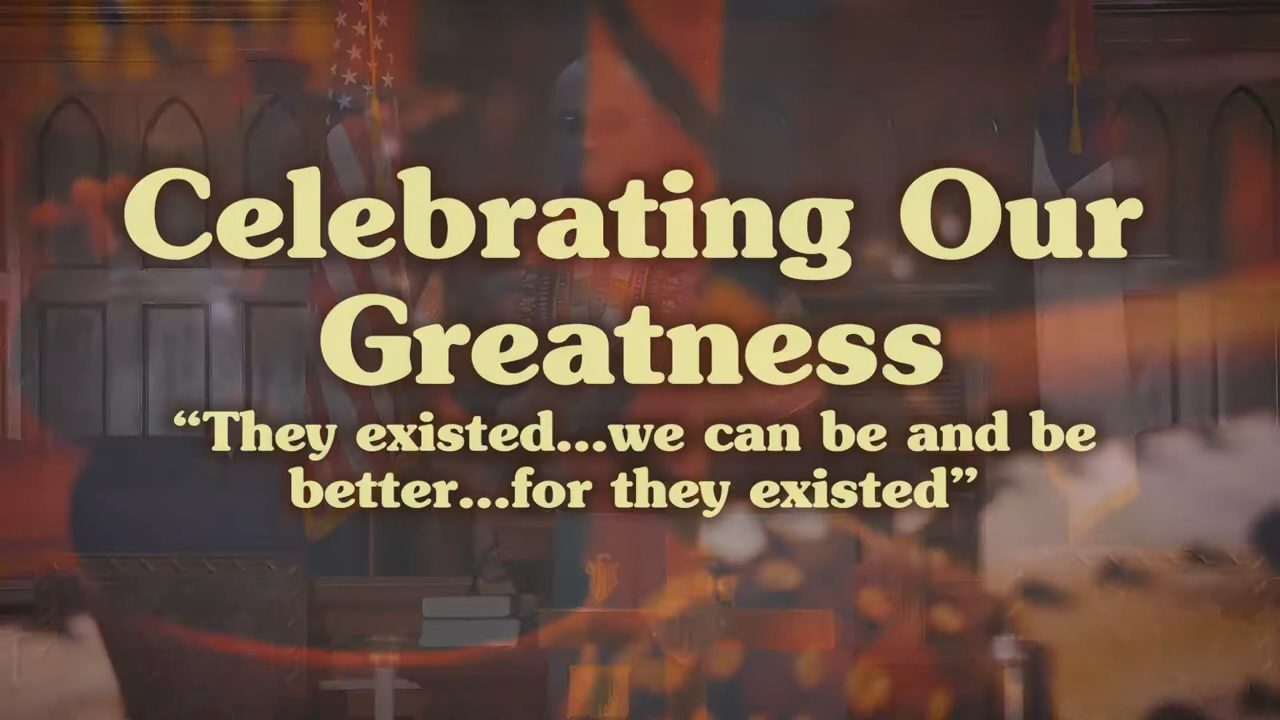 Celebrating Our
Greatness
“They existed...we can be and be
better...for they existed”